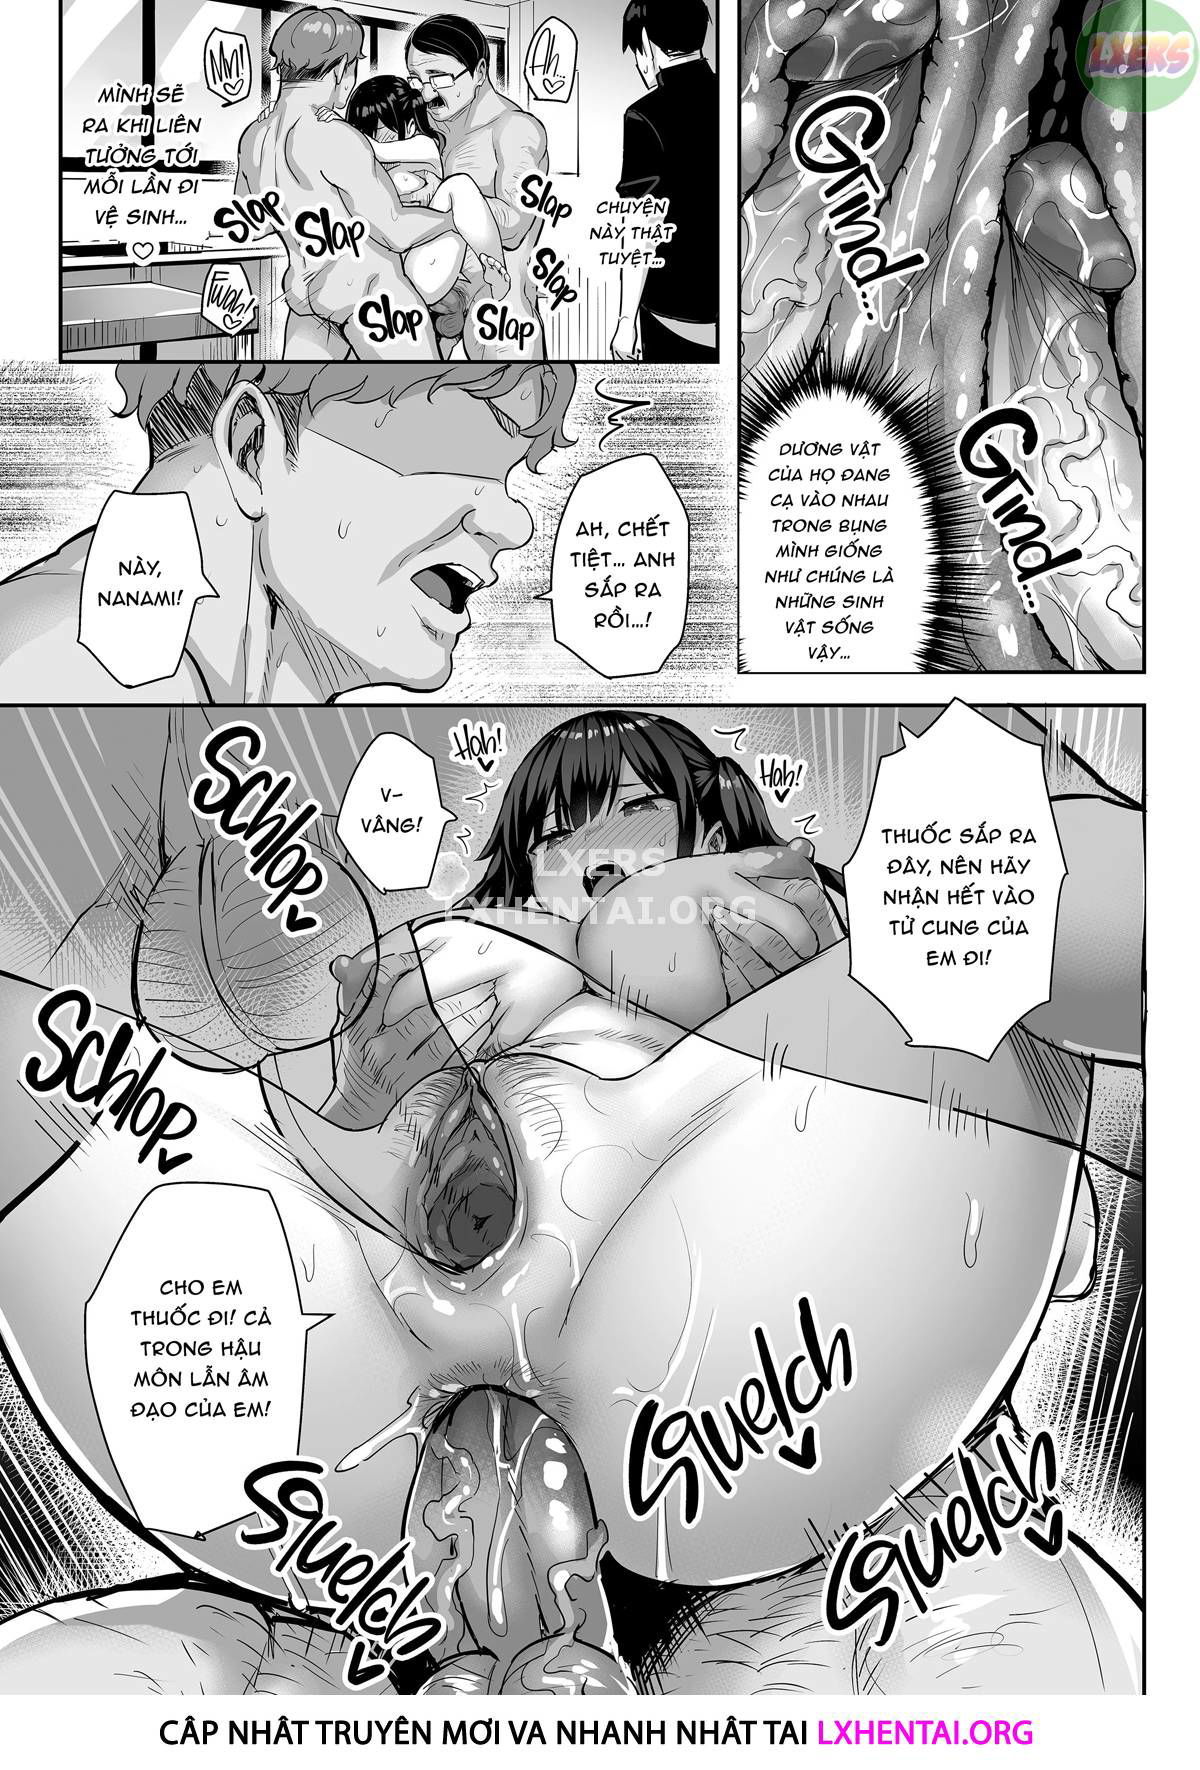 LXERS
Mn!
Ah...
MÌNH SẼ
RA KHI LIÊN
TƯỞNG TỚI
MỖI LẦN ĐI
VỆ SINH...
Slap
Slap
Slap
Slap
Slap
Slap
Fwah!
CHUYỆN
NÀY THẬT
TUYỆT...
Grind...
Grind...
DƯƠNG VẬT
CỦA HỌ ĐANG
CẠ VÀO NHAU
TRONG BỤNG
MÌNH GIỐNG
NHƯ CHÚNG LÀ
NHỮNG SINH
VẬT SỐNG
VẬY...
AH, CHẾT
TIỆT... ANH
SẮP RA
RỒI...!
NÀY,
NANAMI!
THUỐC SẮP RA
ĐÂY, NÊN HÃY
NHẬN HẾT VÀO
TỬ CUNG CỦA
EM ĐI!
Hah!
Hah!
V-
VÂNG!
Schlop
Schlop
LXERS
LXHENTAI.ORG
CHO EM
THUỐC ĐI! CẢ
TRONG HẬU
MÔN LẪN ÂM
ĐẠO CỦA EM!
Squelch
Squelch
Squelch
CẬP NHẬT TRUYỆN MƠI VA NHANH NHẤT TAI LXHENTAI.ORG